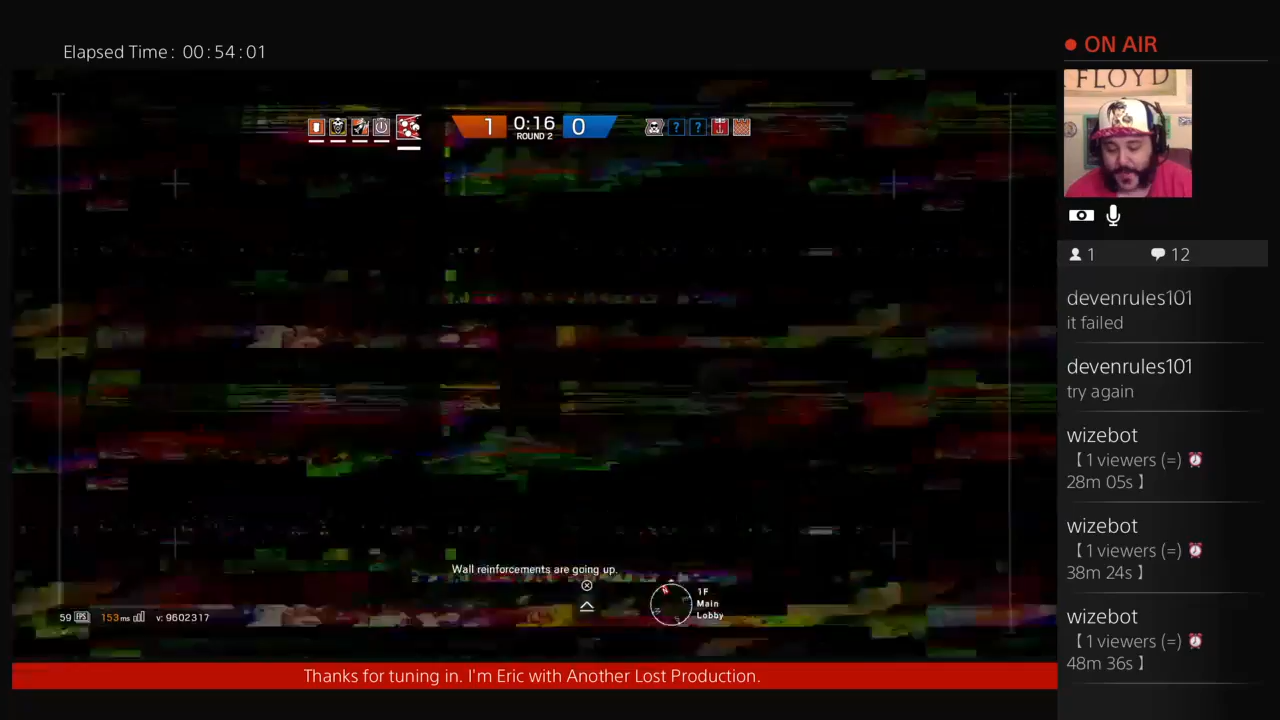 Elapsed Time: 00:54:01
ON AIR
FLOYD
1 0:16 0
ROUND 2
? ?
1 12
devenrules101
it failed
devenrules101
try again
wizebot
【 1 viewers (=) ⏰
28m 05s 】
wizebot
【 1 viewers (=) ⏰
38m 24s 】
wizebot
【 1 viewers (=) ⏰
48m 36s 】
Wall reinforcements are going up.
1F
Main
Lobby
59 FPS 153ms v: 9602317
Thanks for tuning in. I'm Eric with Another Lost Production.